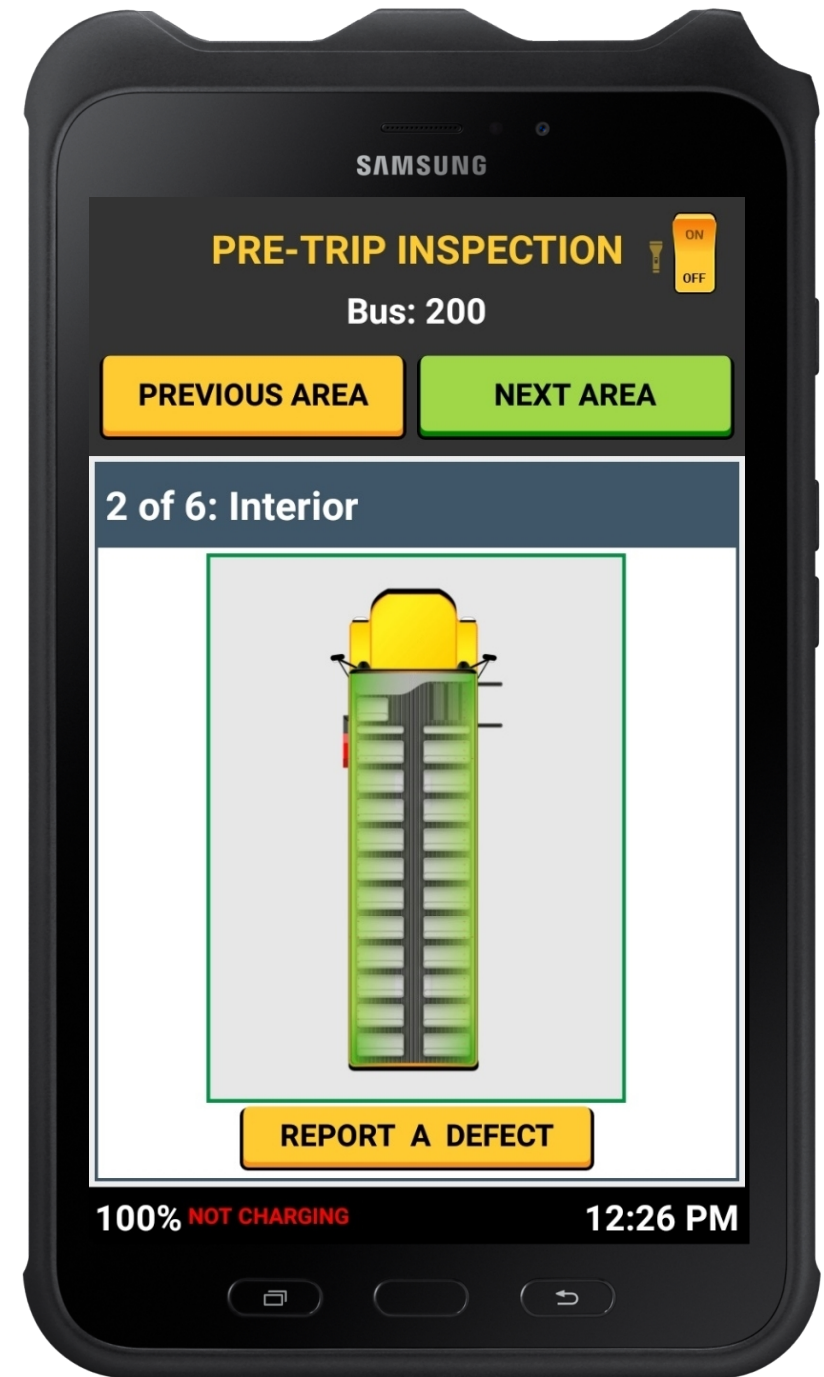 SAMSUNG
PRE-TRIP INSPECTION
ON
OFF
Bus: 200
PREVIOUS AREA
NEXT AREA
2 of 6: Interior
REPORT A DEFECT
100% NOT CHARGING
12:26 PM